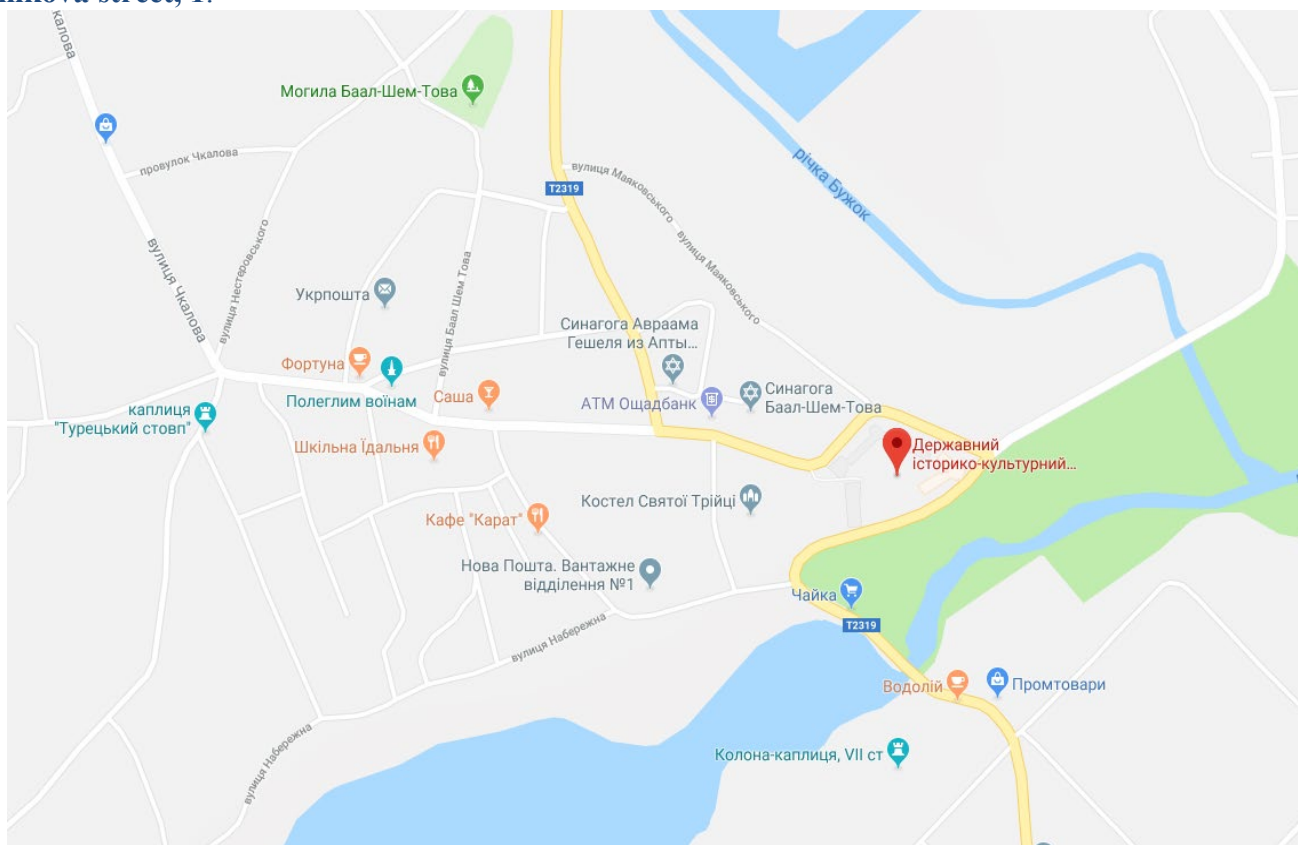 street, 1.
Чкалова
Могила Баал-Шем-Това
провулок Чкалова
T2319
вулиця Маяковського
вулиця Маяковського
річка Бужок
вулиця Чкалова
вулиця Нестеровського
вулиця Баал Шем Това
Укрпошта
Синагога Авраама
Гешеля из Апты...
Фортуна
Полеглим воїнам
Саша
АТМ Ощадбанк
Синагога
Баал-Шем-Това
каплиця
"Турецький стовп"
Шкільна Їдальня
Державний
історико-культурний...
Костел Святої Трійці
Кафе "Карат"
Нова Пошта. Вантажне
відділення №1
Чайка
T2319
вулиця Набережна
Водолій
Промтовари
вулиця Набережна
Колона-каплиця, VII ст